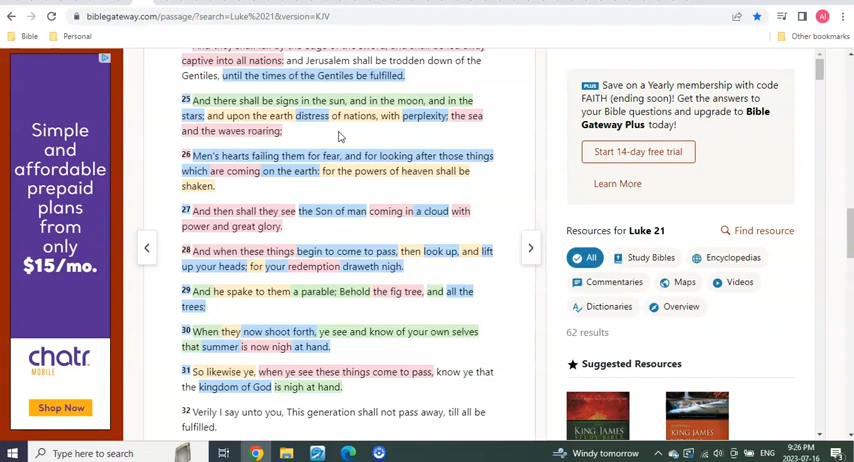 biblegateway.com/passage/?search=Luke%2021&version=KJV
AI
Bible
Personal
Other bookmarks
Simple
and
affordable
prepaid
plans
from
only
$15/mo.
chatr
MOBILE
Shop Now
captive into all nations: and Jerusalem shall be trodden down of the
Gentiles, until the times of the Gentiles be fulfilled.
25 And there shall be signs in the sun, and in the moon, and in the
stars; and upon the earth distress of nations, with perplexity; the sea
and the waves roaring;
26 Men's hearts failing them for fear, and for looking after those things
which are coming on the earth: for the powers of heaven shall be
shaken.
27 And then shall they see the Son of man coming in a cloud with
power and great glory.
28 And when these things begin to come to pass, then look up, and lift
up your heads; for your redemption draweth nigh.
29 And he spake to them a parable; Behold the fig tree, and all the
trees;
30 When they now shoot forth, ye see and know of your own selves
that summer is now nigh at hand.
31 So likewise ye, when ye see these things come to pass, know ye that
the kingdom of God is nigh at hand.
32 Verily I say unto you, This generation shall not pass away, till all be
fulfilled.
PLUS Save on a Yearly membership with code
FAITH (ending soon)! Get the answers to
your Bible questions and upgrade to Bible
Gateway Plus today!
Start 14-day free trial
Learn More
Resources for Luke 21
Find resource
All
Study Bibles
Encyclopedias
Commentaries
Maps
Videos
Dictionaries
Overview
62 results
Suggested Resources
KING JAMES
STUDY BIBLE
KING JAMES
Type here to search
Windy tomorrow
ENG
9:26 PM
2023-07-16
3